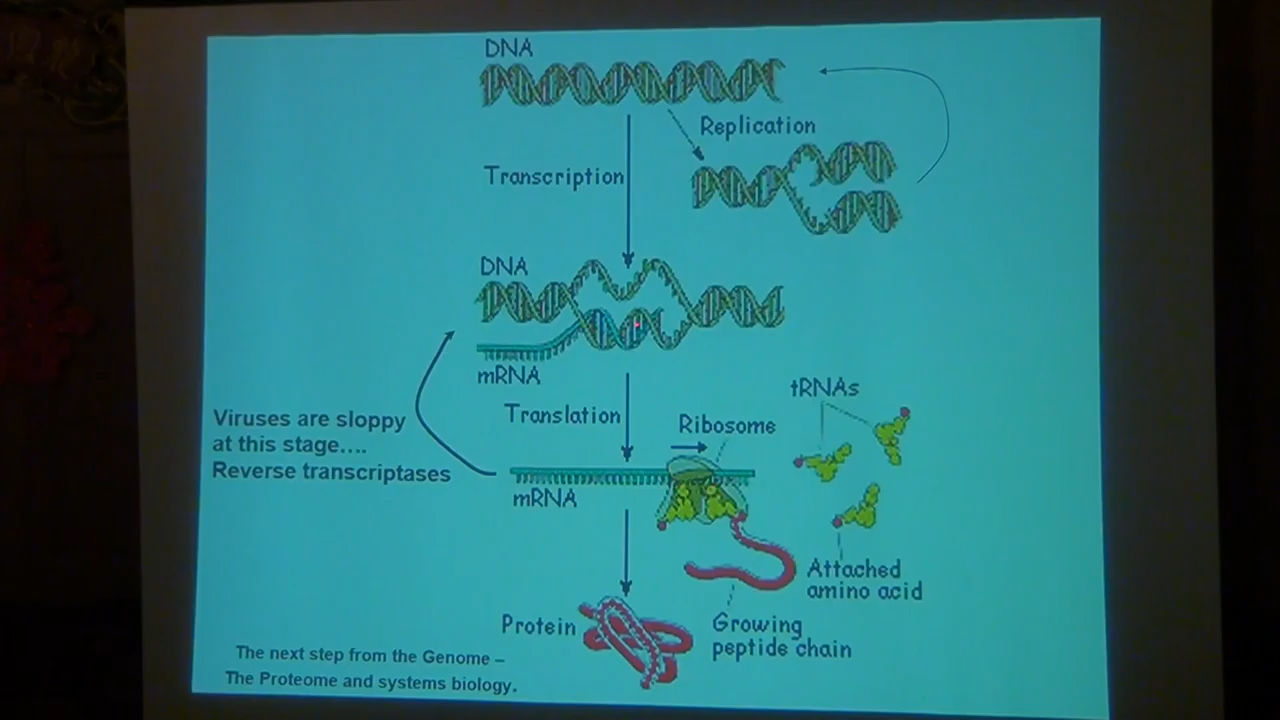 DNA
Replication
Transcription
DNA
mRNA
tRNAs
Viruses are sloppy
at this stage....
Reverse transcriptases
Translation
Ribosome
mRNA
Attached
amino acid
Protein
Growing
peptide chain
The next step from the Genome –
The Proteome and systems biology.